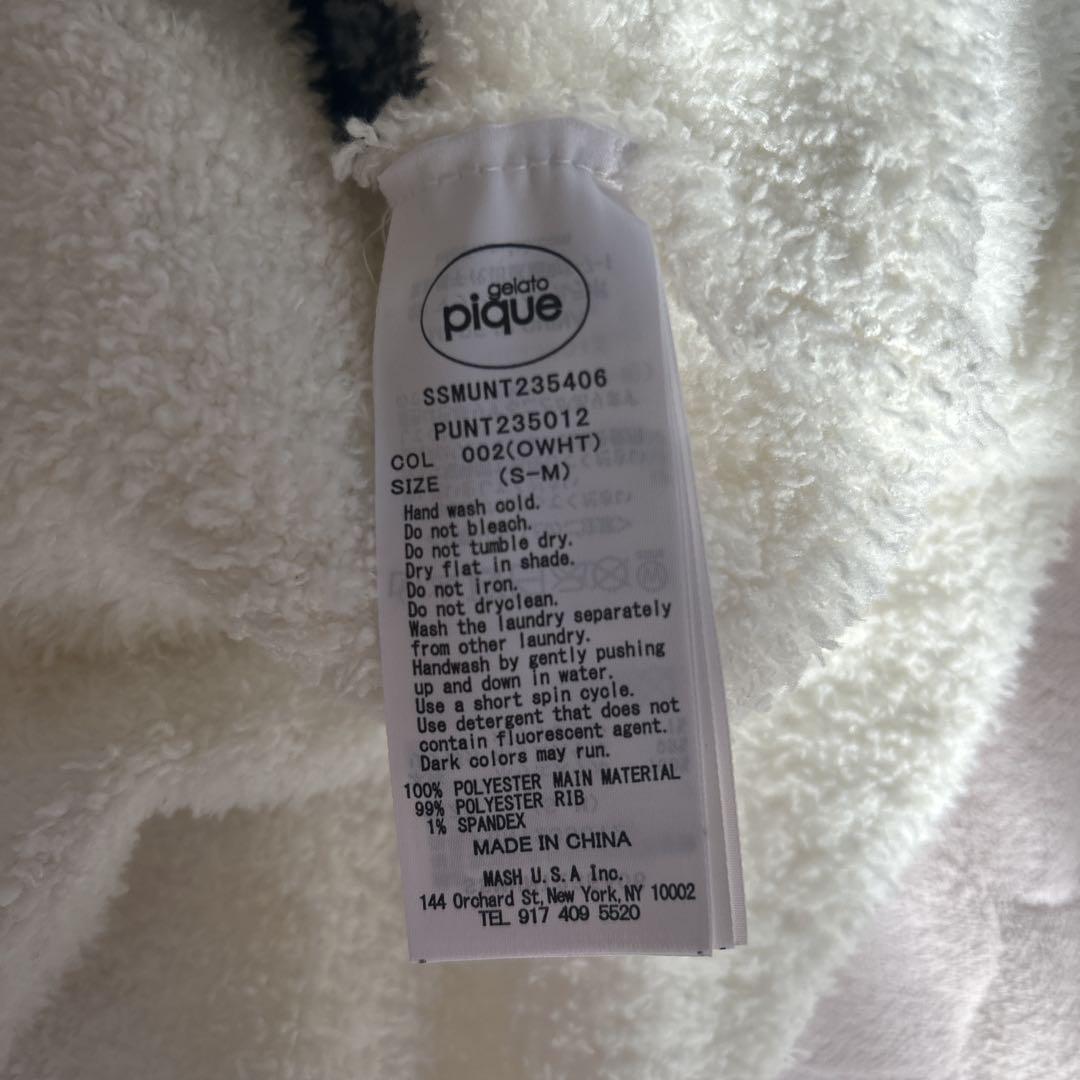 gelato
pique
SSMUNT235406
PUNT235012
COL 002(OWHT)
SIZE (S-M)
Hand wash cold.
Do not bleach.
Do not tumble dry.
Dry flat in shade.
Do not iron.
Do not dryclean.
Wash the laundry separately
from other laundry.
Handwash by gently pushing
up and down in water.
Use a short spin cycle.
Use detergent that does not
contain fluorescent agent.
Dark colors may run.
100% POLYESTER MAIN MATERIAL
99% POLYESTER RIB
1% SPANDEX
MADE IN CHINA
MASH U.S.A Inc.
144 Orchard St,New York,NY 10002
TEL 917 409 5520